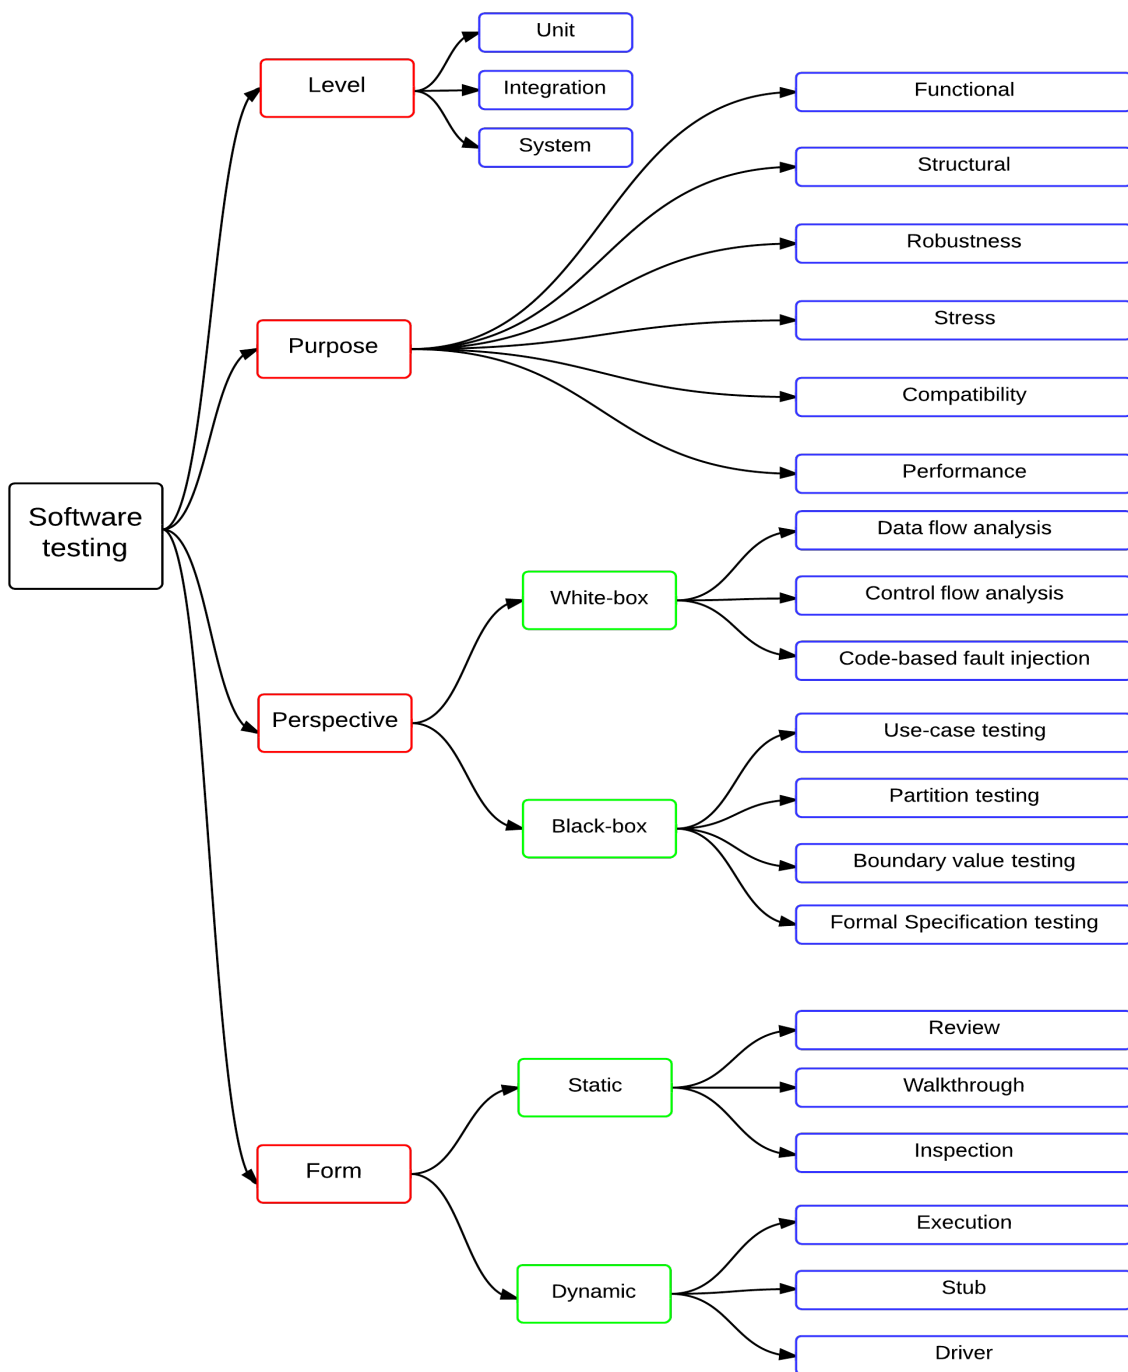 Software
testing
Level
Unit
Integration
System
Purpose
Functional
Structural
Robustness
Stress
Compatibility
Performance
Perspective
White-box
Data flow analysis
Control flow analysis
Code-based fault injection
Black-box
Use-case testing
Partition testing
Boundary value testing
Formal Specification testing
Form
Static
Review
Walkthrough
Inspection
Dynamic
Execution
Stub
Driver